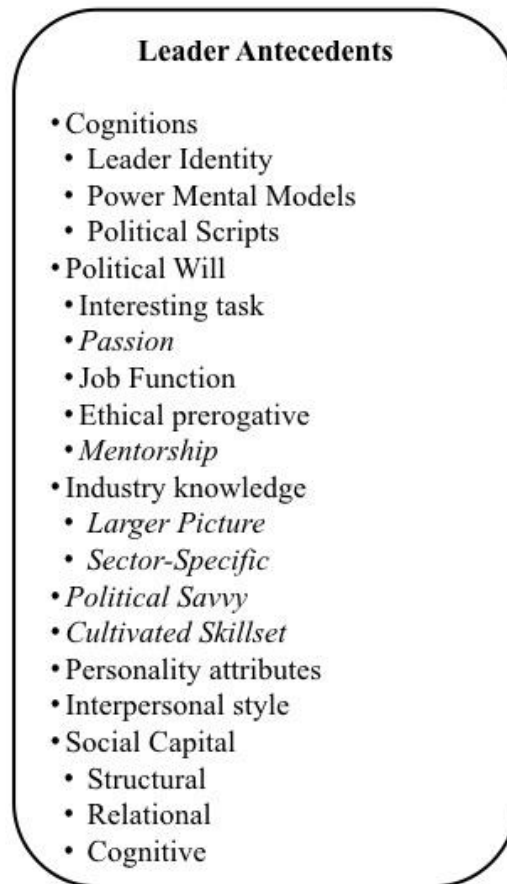 Leader Antecedents
• Cognitions
• Leader Identity
• Power Mental Models
• Political Scripts
• Political Will
• Interesting task
• Passion
• Job Function
• Ethical prerogative
• Mentorship
• Industry knowledge
• Larger Picture
• Sector-Specific
• Political Savvy
• Cultivated Skillset
• Personality attributes
• Interpersonal style
• Social Capital
• Structural
• Relational
• Cognitive